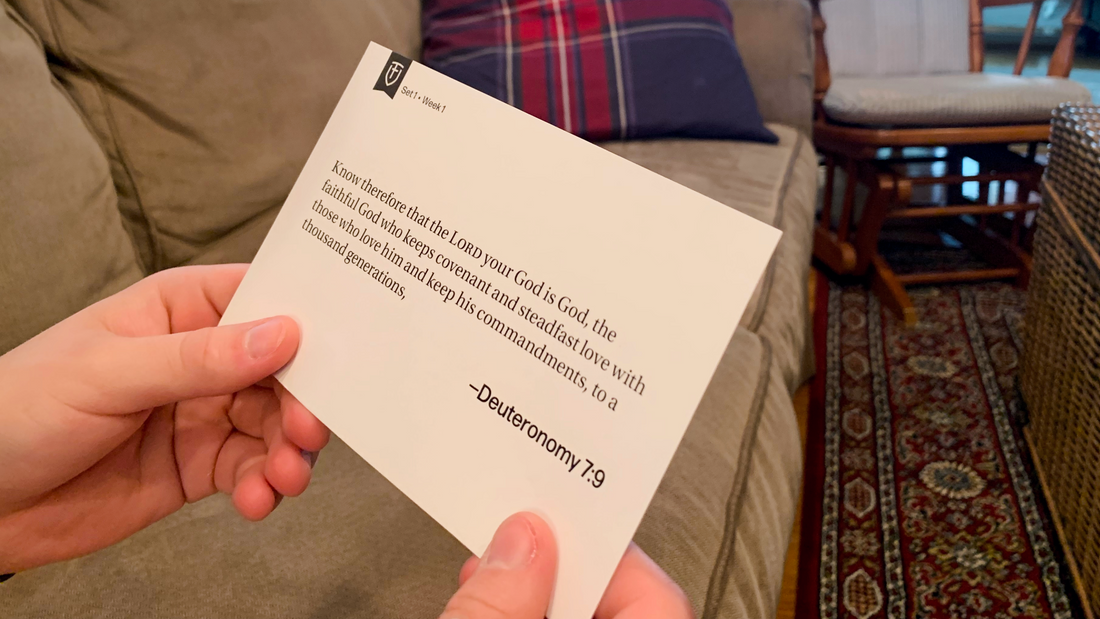 Set 1 • Week 1
Know therefore that the LORD your God is God, the
faithful God who keeps covenant and steadfast love with
those who love him and keep his commandments, to a
thousand generations,
–Deuteronomy 7:9